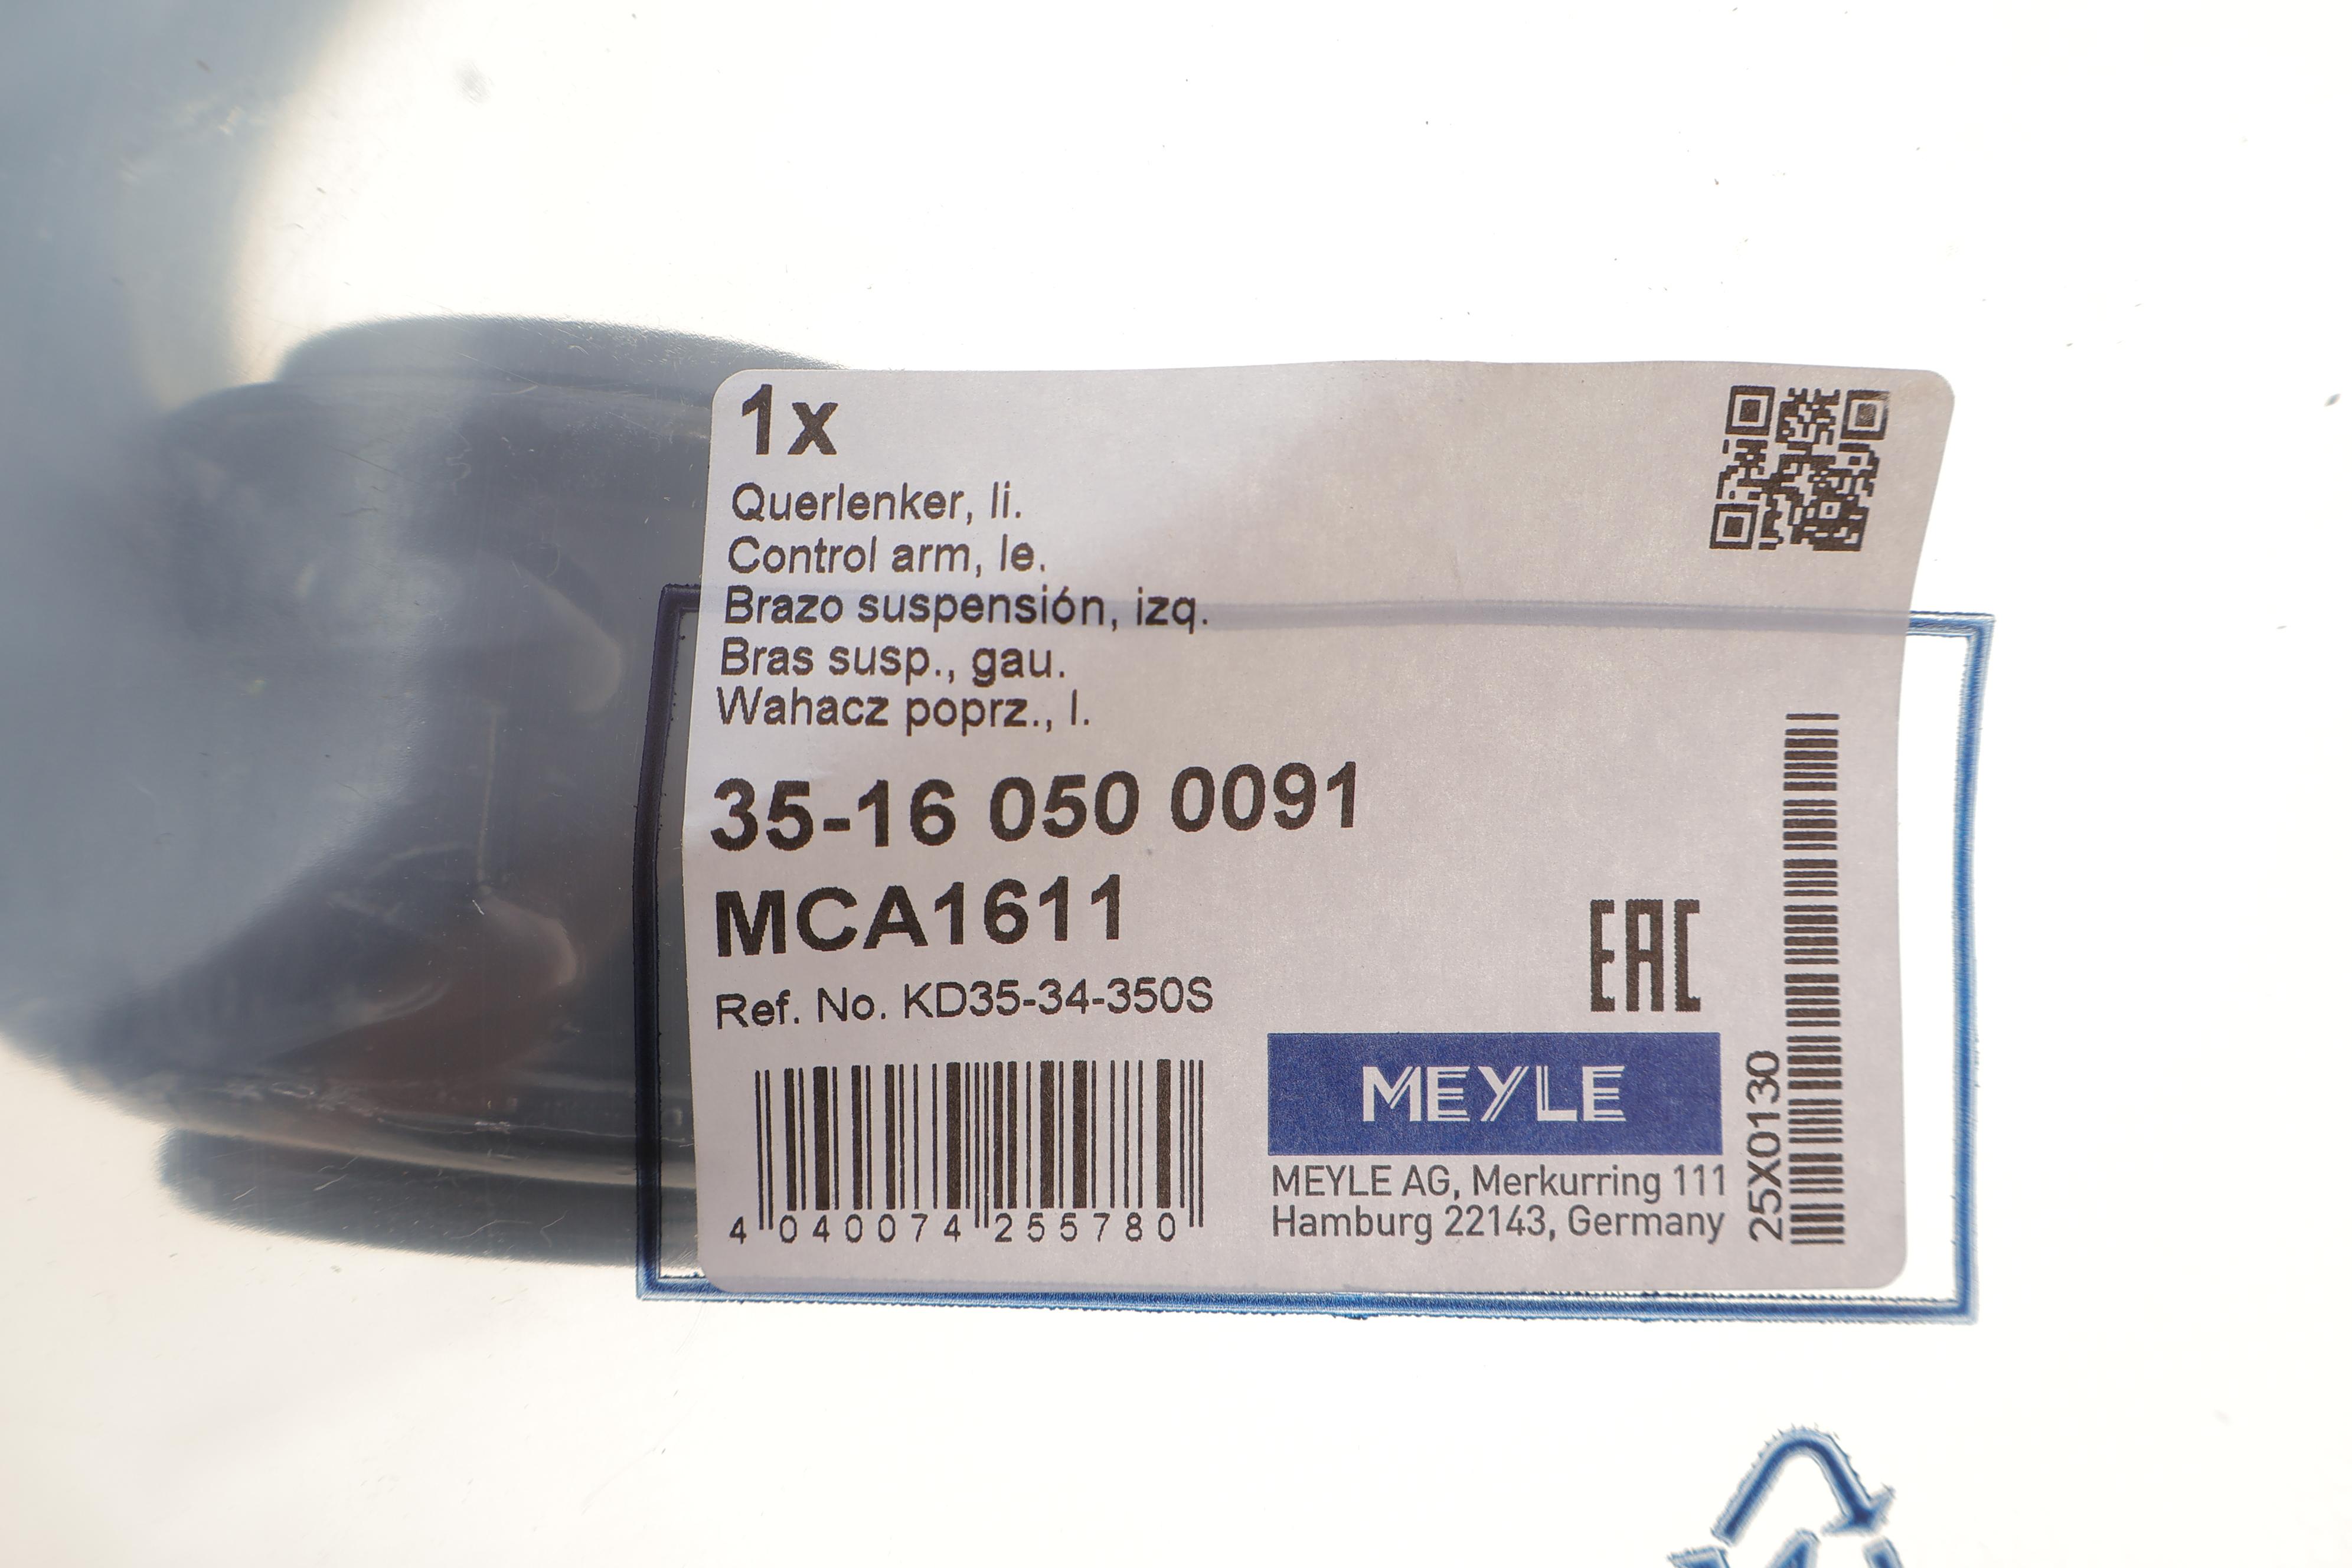 1x
Querlenker, li.
Control arm, le.
Brazo suspensión, izq.
Bras susp., gau.
Wahacz poprz., l.
35-16 050 0091
MCA1611
Ref. No. KD35-34-350S
4 040074 255780
EAC
MEYLE
MEYLE AG, Merkurring 111
Hamburg 22143, Germany
25X0130